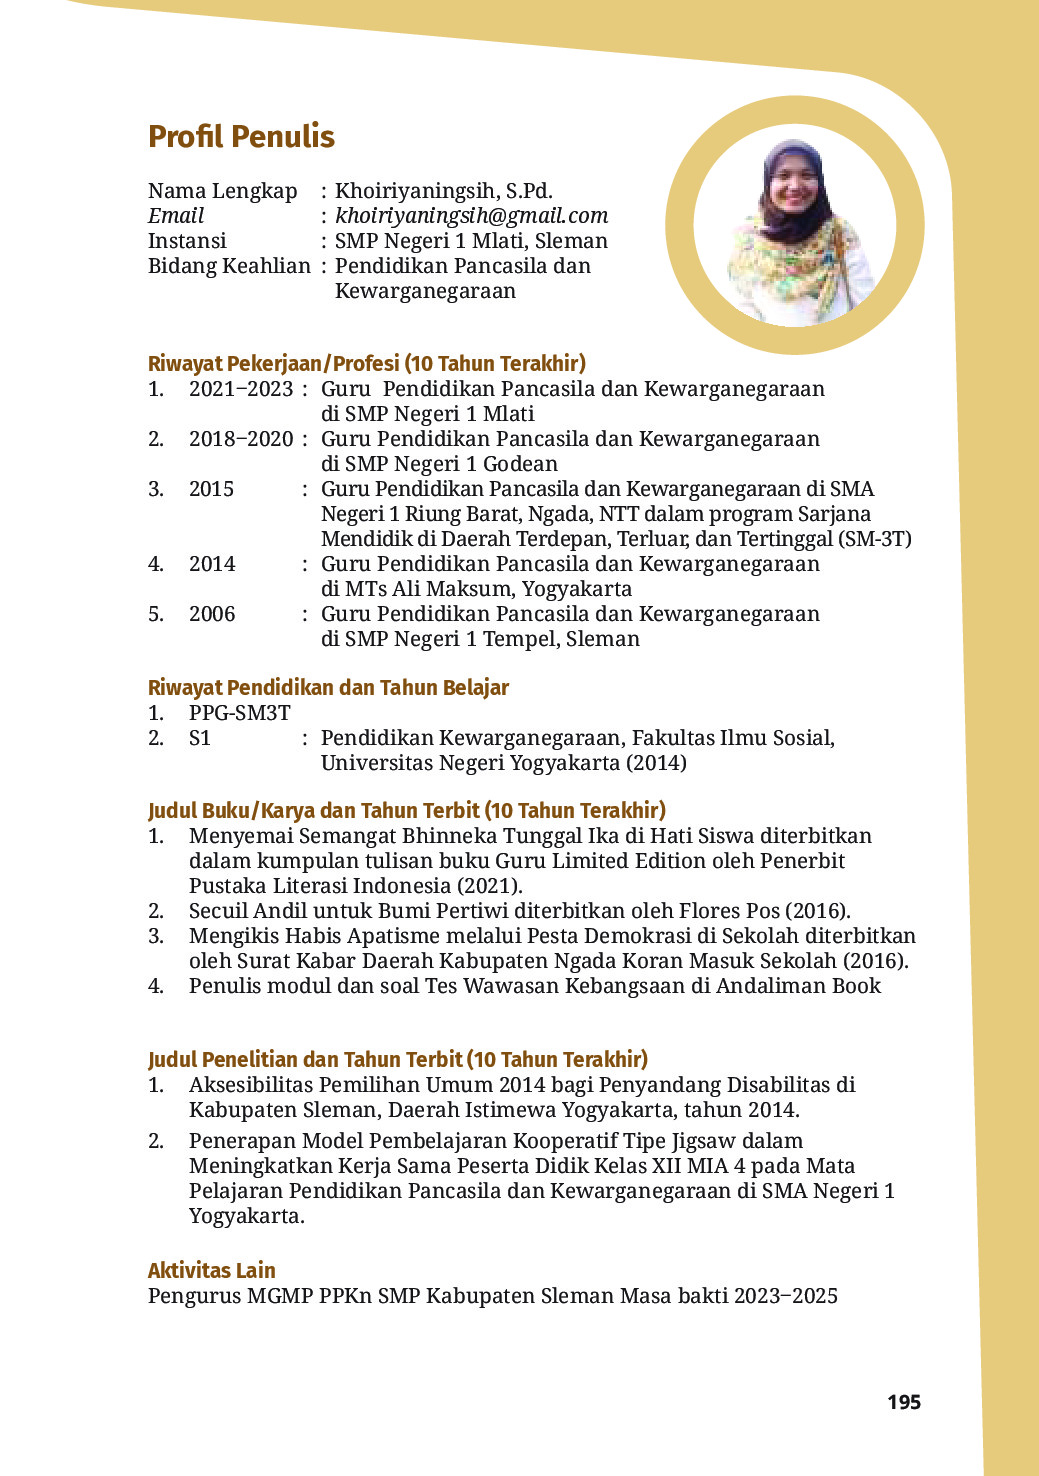 Profil Penulis
Nama Lengkap : Khoiriyaningsih, S.Pd.
Email : khoiriyaningsih@gmail.com
Instansi : SMP Negeri 1 Mlati, Sleman
Bidang Keahlian : Pendidikan Pancasila dan
Kewarganegaraan
Riwayat Pekerjaan/Profesi (10 Tahun Terakhir)
1. 2021–2023 : Guru Pendidikan Pancasila dan Kewarganegaraan
di SMP Negeri 1 Mlati
2. 2018–2020 : Guru Pendidikan Pancasila dan Kewarganegaraan
di SMP Negeri 1 Godean
3. 2015 : Guru Pendidikan Pancasila dan Kewarganegaraan di SMA
Negeri 1 Riung Barat, Ngada, NTT dalam program Sarjana
Mendidik di Daerah Terdepan, Terluar, dan Tertinggal (SM-3T)
4. 2014 : Guru Pendidikan Pancasila dan Kewarganegaraan
di MTs Ali Maksum, Yogyakarta
5. 2006 : Guru Pendidikan Pancasila dan Kewarganegaraan
di SMP Negeri 1 Tempel, Sleman
Riwayat Pendidikan dan Tahun Belajar
1. PPG-SM3T
2. S1 : Pendidikan Kewarganegaraan, Fakultas Ilmu Sosial,
Universitas Negeri Yogyakarta (2014)
Judul Buku/Karya dan Tahun Terbit (10 Tahun Terakhir)
1. Menyemai Semangat Bhinneka Tunggal Ika di Hati Siswa diterbitkan
dalam kumpulan tulisan buku Guru Limited Edition oleh Penerbit
Pustaka Literasi Indonesia (2021).
2. Secuil Andil untuk Bumi Pertiwi diterbitkan oleh Flores Pos (2016).
3. Mengikis Habis Apatisme melalui Pesta Demokrasi di Sekolah diterbitkan
oleh Surat Kabar Daerah Kabupaten Ngada Koran Masuk Sekolah (2016).
4. Penulis modul dan soal Tes Wawasan Kebangsaan di Andaliman Book
Judul Penelitian dan Tahun Terbit (10 Tahun Terakhir)
1. Aksesibilitas Pemilihan Umum 2014 bagi Penyandang Disabilitas di
Kabupaten Sleman, Daerah Istimewa Yogyakarta, tahun 2014.
2. Penerapan Model Pembelajaran Kooperatif Tipe Jigsaw dalam
Meningkatkan Kerja Sama Peserta Didik Kelas XII MIA 4 pada Mata
Pelajaran Pendidikan Pancasila dan Kewarganegaraan di SMA Negeri 1
Yogyakarta.
Aktivitas Lain
Pengurus MGMP PPKn SMP Kabupaten Sleman Masa bakti 2023–2025
195